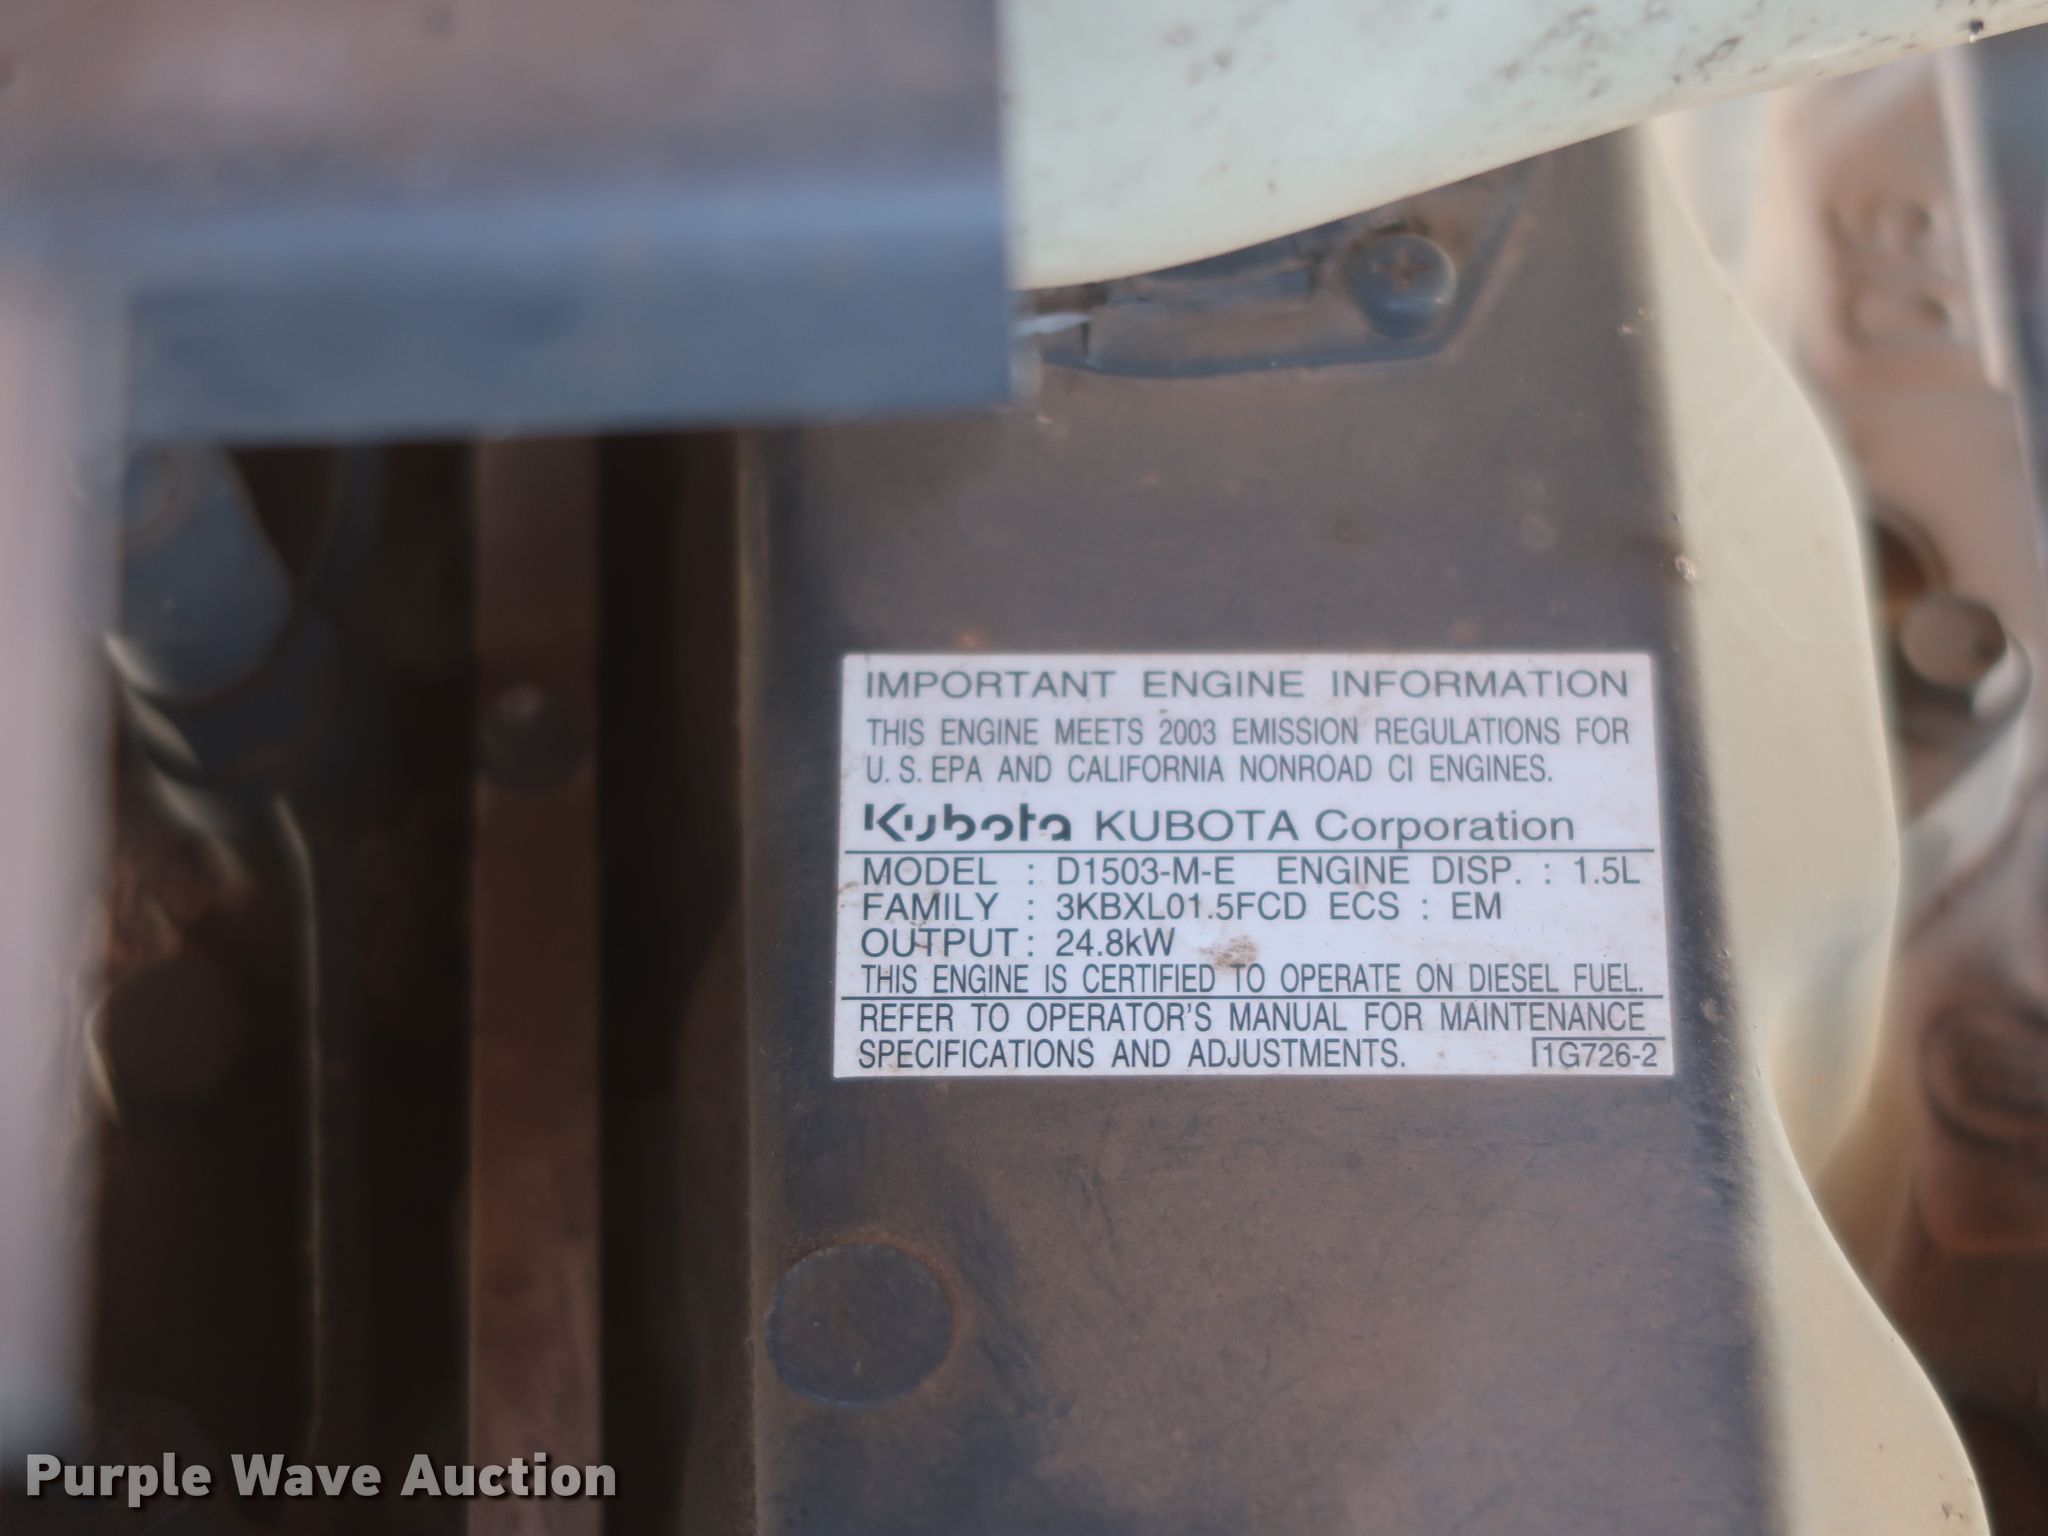 IMPORTANT ENGINE INFORMATION
THIS ENGINE MEETS 2003 EMISSION REGULATIONS FOR
U. S. EPA AND CALIFORNIA NONROAD CI ENGINES.
Kubota KUBOTA Corporation
MODEL : D1503-M-E ENGINE DISP. : 1.5L
FAMILY : 3KBXL01.5FCD ECS : EM
OUTPUT : 24.8kW
THIS ENGINE IS CERTIFIED TO OPERATE ON DIESEL FUEL.
REFER TO OPERATOR'S MANUAL FOR MAINTENANCE
SPECIFICATIONS AND ADJUSTMENTS. 1G726-2
Purple Wave Auction